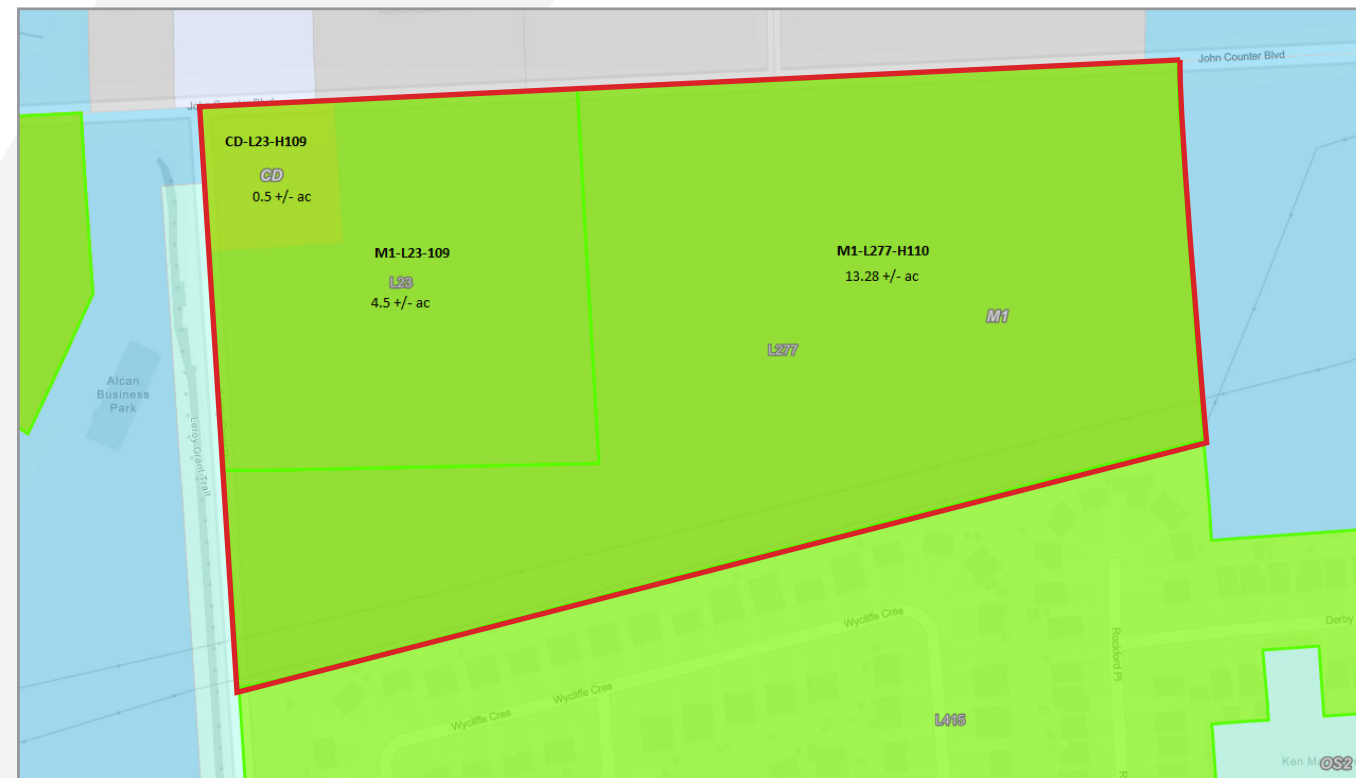 John Counter Blvd
John Counter Blvd
CD-L23-H109
CD
0.5 +/- ac
M1-L23-109
L23
4.5 +/- ac
M1-L277-H110
13.28 +/- ac
M1
L277
Alcan
Business
Park
Leroy Grant Trail
Wycliffe Cres
Wycliffe Cres
Wycliffe Cres
Rockford Pl
Derby
L415
Ken
OS2